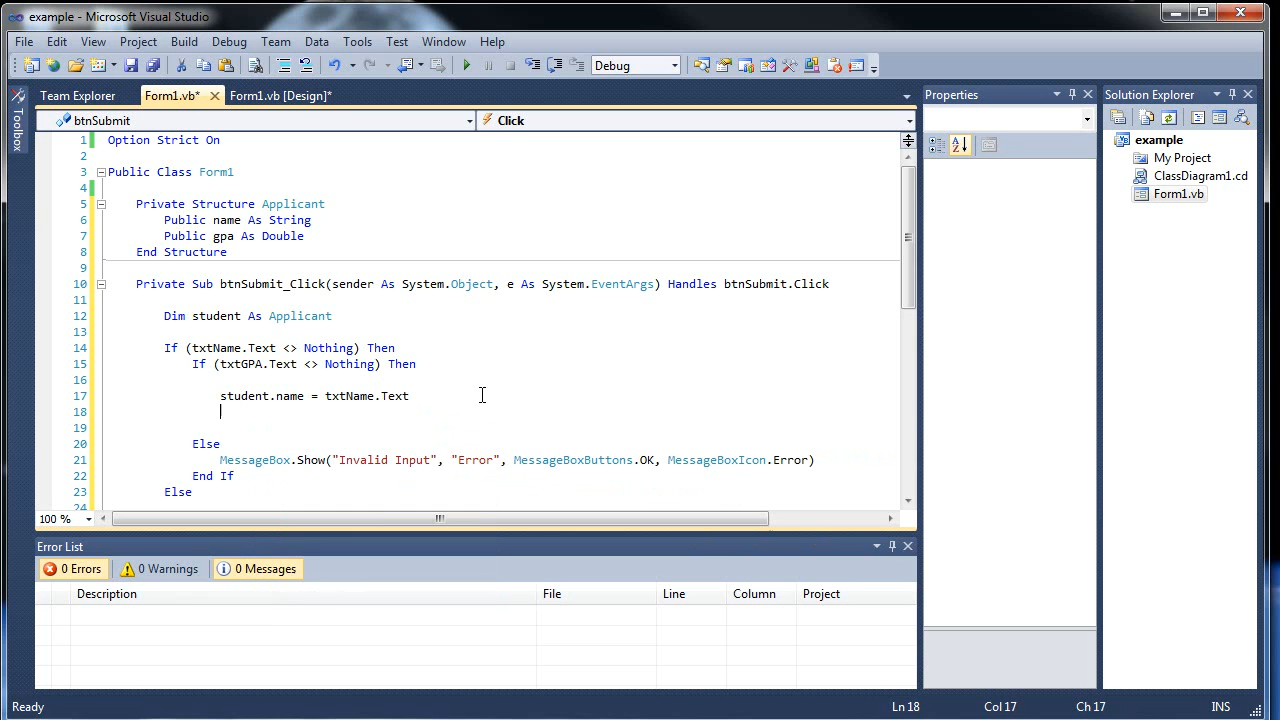 example - Microsoft Visual Studio
File Edit View Project Build Debug Team Data Tools Test Window Help
Debug
Toolbox
Team Explorer Form1.vb* Form1.vb [Design]*
btnSubmit Click
1 Option Strict On
2
3 Public Class Form1
4
5 Private Structure Applicant
6 Public name As String
7 Public gpa As Double
8 End Structure
9
10 Private Sub btnSubmit_Click(sender As System.Object, e As System.EventArgs) Handles btnSubmit.Click
11
12 Dim student As Applicant
13
14 If (txtName.Text <> Nothing) Then
15 If (txtGPA.Text <> Nothing) Then
16
17 student.name = txtName.Text
18
19
20 Else
21 MessageBox.Show("Invalid Input", "Error", MessageBoxButtons.OK, MessageBoxIcon.Error)
22 End If
23 Else
24
100 %
Properties
Solution Explorer
example
My Project
ClassDiagram1.cd
Form1.vb
Error List
0 Errors 0 Warnings 0 Messages
Description File Line Column Project
Ready Ln 18 Col 17 Ch 17 INS